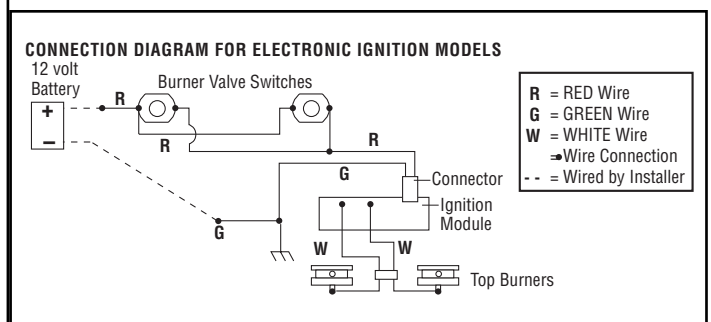 CONNECTION DIAGRAM FOR ELECTRONIC IGNITION MODELS
12 volt
Battery
Burner Valve Switches
+
−
R
R
R
G
G
Connector
Ignition
Module
W
W
Top Burners
R = RED Wire
G = GREEN Wire
W = WHITE Wire
=Wire Connection
- - = Wired by Installer